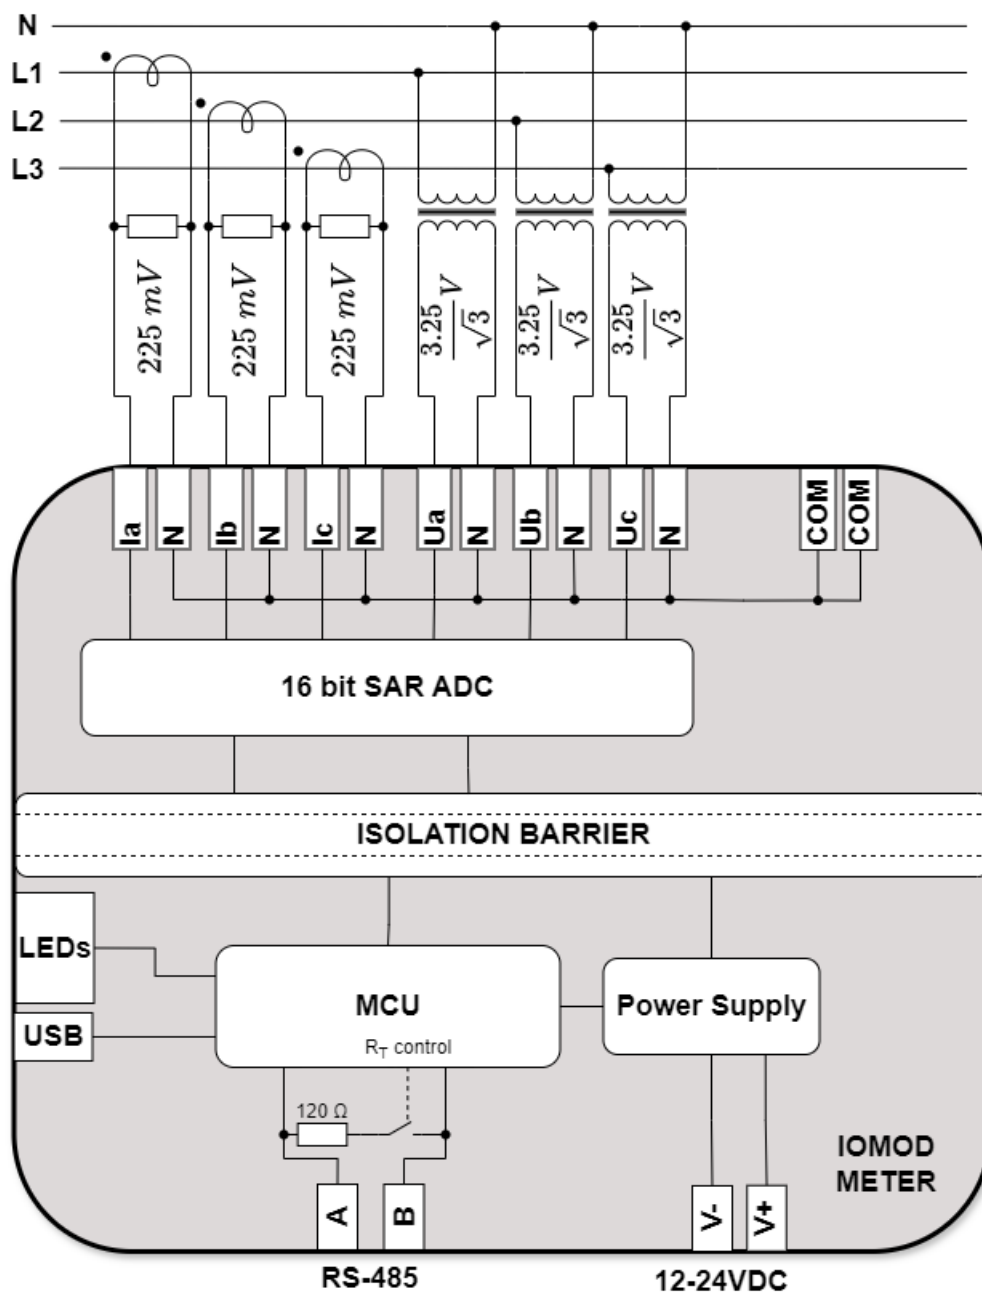 N
L1
L2
L3
225 mV
225 mV
225 mV
3.25/√3 V
3.25/√3 V
3.25/√3 V
Ia
N
Ib
N
Ic
N
Ua
N
Ub
N
Uc
N
COM
COM
16 bit SAR ADC
ISOLATION BARRIER
LEDs
USB
MCU
R_T control
Power Supply
120 Ω
IOMOD
METER
A
B
V-
V+
RS-485
12-24VDC